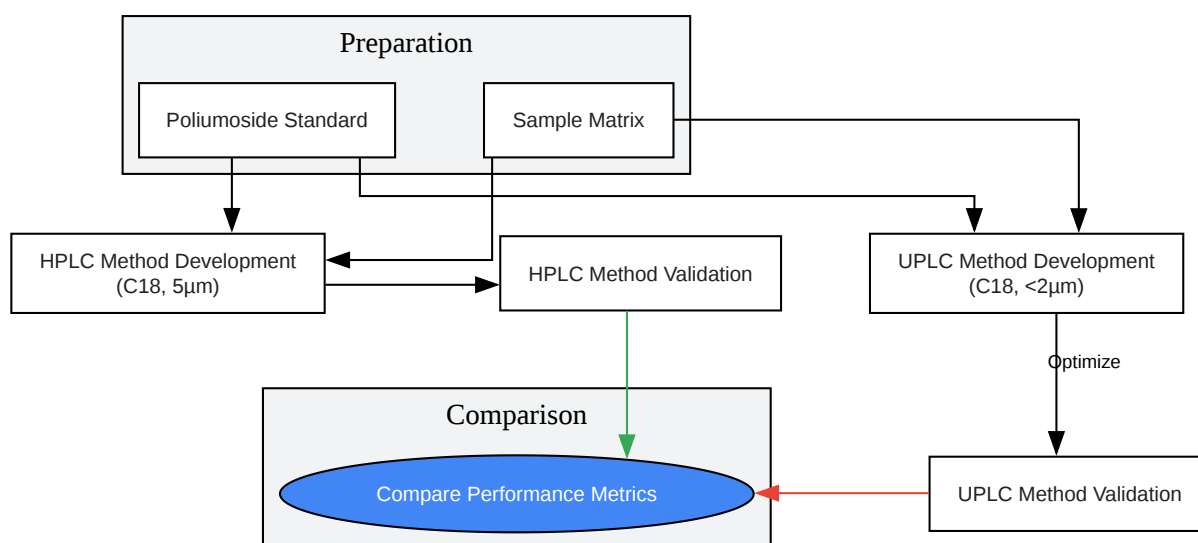 Preparation
Poliumoside Standard
Sample Matrix
HPLC Method Development
(C18, 5µm)
HPLC Method Validation
UPLC Method Development
(C18, <2µm)
Optimize
Comparison
Compare Performance Metrics
UPLC Method Validation